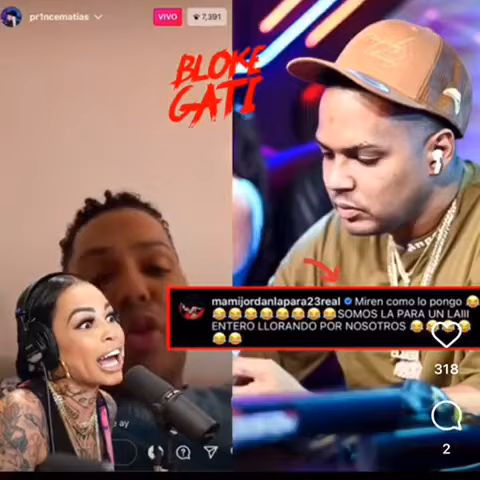 pr1ncematias
VIVO
7,391
BLOKE
GATI
mamijordanlapara23real Miren como lo pongo 😂
😂😂😂😂😂😂😂😂SOMOS LA PARA UN LAIII
ENTERO LLORANDO POR NOSOTROS 😂😂😂😂
😂😂
318
ay
2